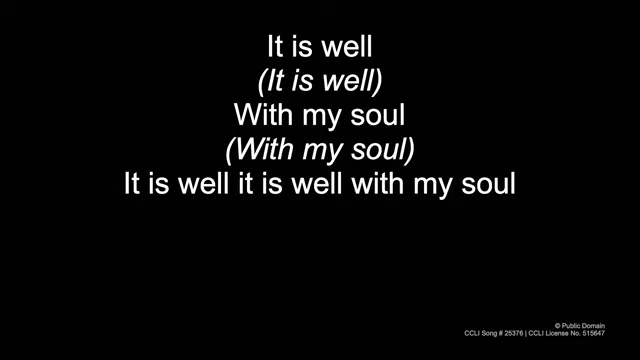 It is well
(It is well)
With my soul
(With my soul)
It is well it is well with my soul
© Public Domain
CCLI Song # 25376 | CCLI License No. 515647